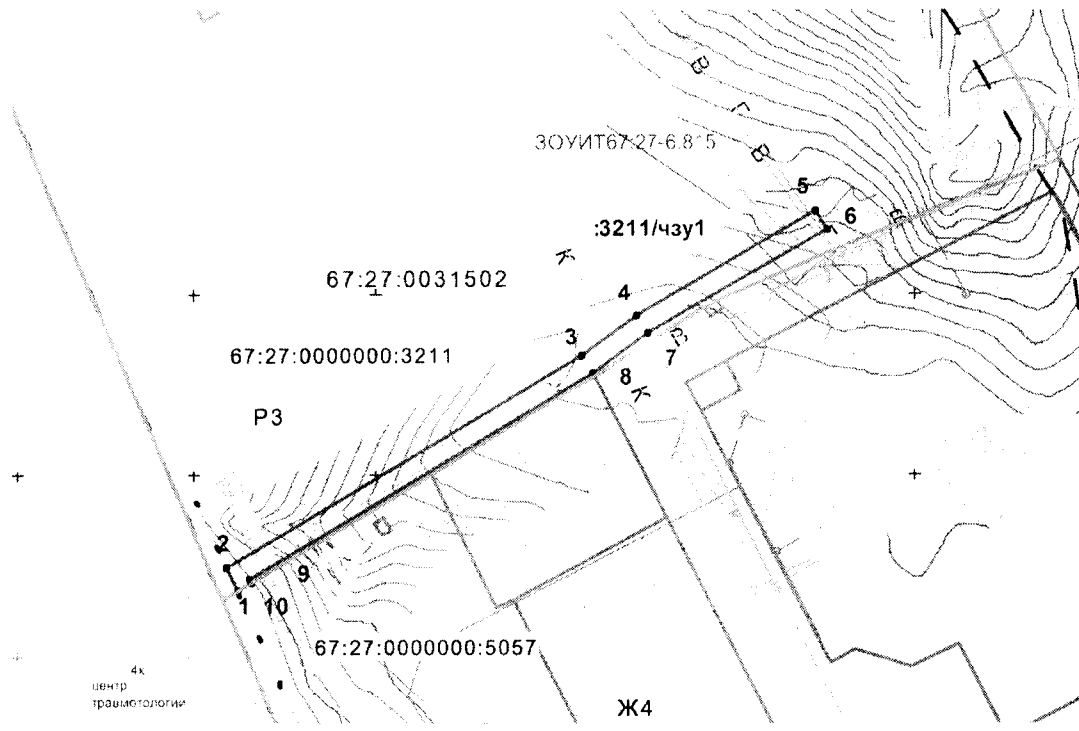 В
Г
В
ЗОУИТ67:27-6.815
5
6
:3211/чзу1
К
67:27:0031502
4
3
67:27:0000000:3211
7
8
К
Р3
2
9
1
10
67:27:0000000:5057
4к
центр
травмотологии
Ж4